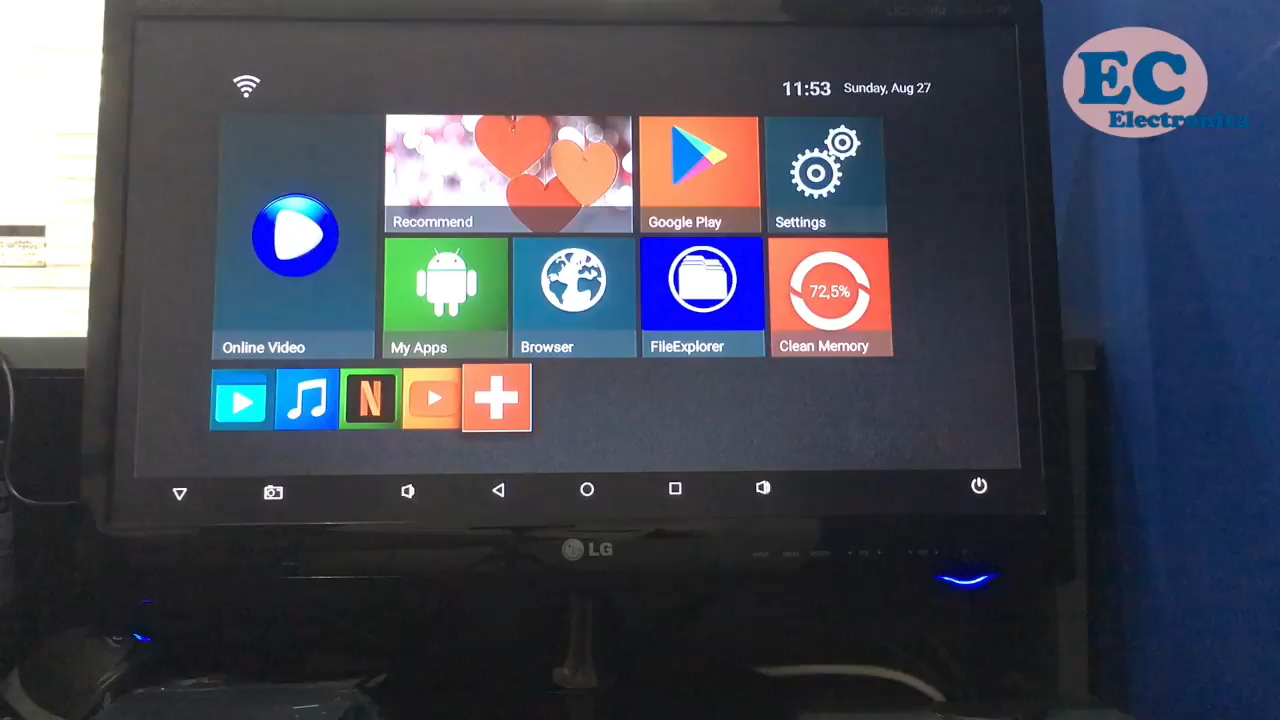 11:53 Sunday, Aug 27
EC
Electronica
Recommend
Google Play
Settings
Online Video
My Apps
Browser
FileExplorer
72,5%
Clean Memory
N
LG